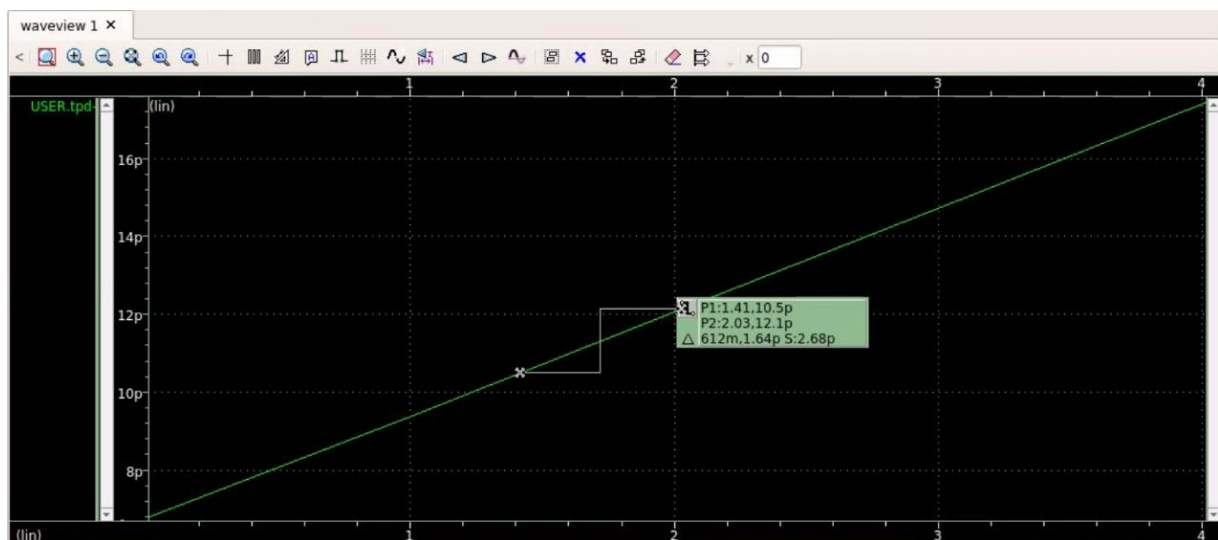 waveview 1 ×
x 0
1 2 3 4
USER.tpd
(lin)
16p
14p
12p
10p
8p
P1:1.41,10.5p
P2:2.03,12.1p
△ 612m,1.64p S:2.68p
(lin)
1 2 3 4